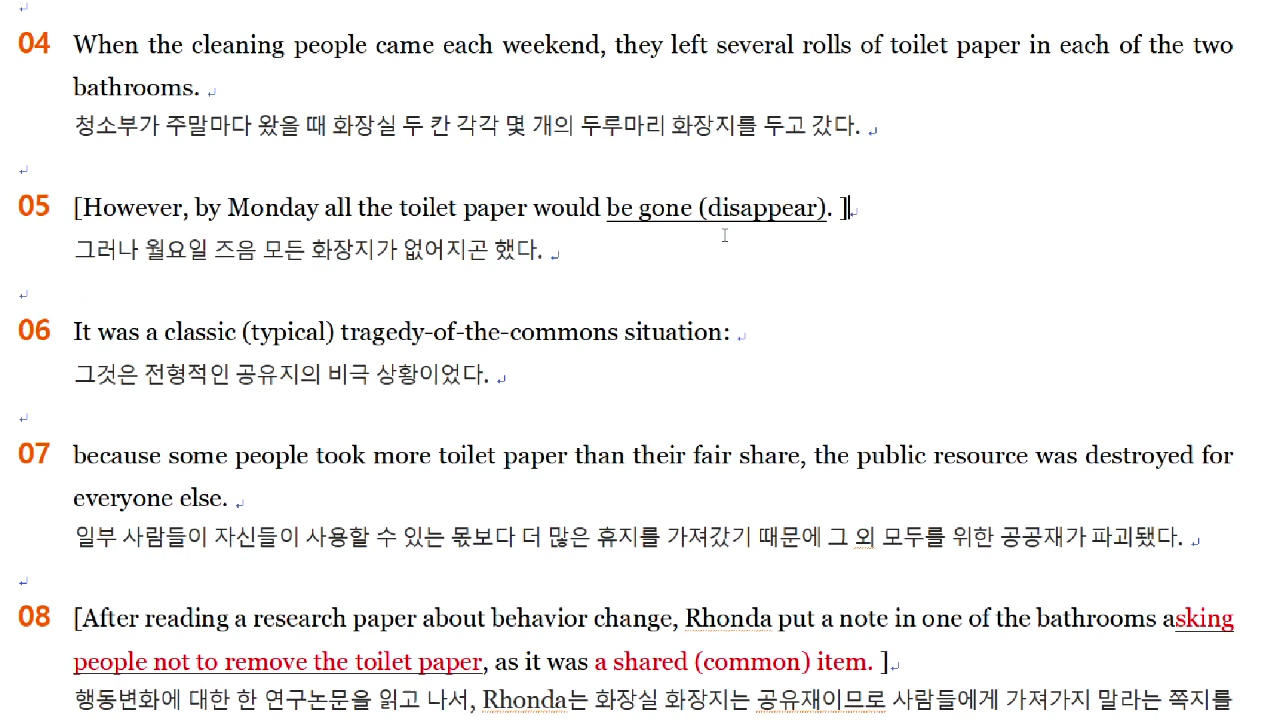 04 When the cleaning people came each weekend, they left several rolls of toilet paper in each of the two
bathrooms.
청소부가 주말마다 왔을 때 화장실 두 칸 각각 몇 개의 두루마리 화장지를 두고 갔다.
05 [However, by Monday all the toilet paper would be gone (disappear). ]
그러나 월요일 즈음 모든 화장지가 없어지곤 했다.
06 It was a classic (typical) tragedy-of-the-commons situation:
그것은 전형적인 공유지의 비극 상황이었다.
07 because some people took more toilet paper than their fair share, the public resource was destroyed for
everyone else.
일부 사람들이 자신들이 사용할 수 있는 몫보다 더 많은 휴지를 가져갔기 때문에 그 외 모두를 위한 공공재가 파괴됐다.
08 [After reading a research paper about behavior change, Rhonda put a note in one of the bathrooms asking
people not to remove the toilet paper, as it was a shared (common) item. ]
행동변화에 대한 한 연구논문을 읽고 나서, Rhonda는 화장실 화장지는 공유재이므로 사람들에게 가져가지 말라는 쪽지를